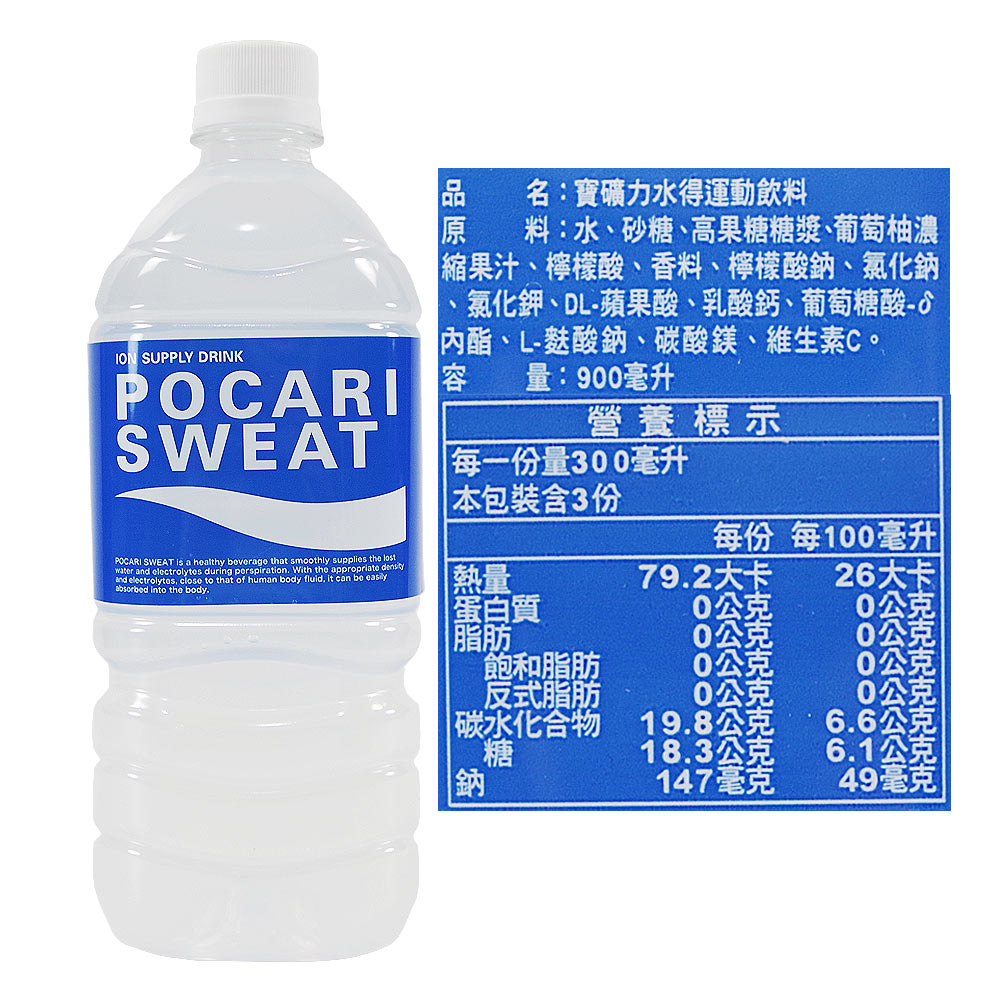 ION SUPPLY DRINK
POCARI
SWEAT
POCARI SWEAT is a healthy beverage that smoothly supplies the lost
water and electrolytes during perspiration. With the appropriate density
and electrolytes, close to that of human body fluid, it can be easily
absorbed into the body.
品 名：寶礦力水得運動飲料
原 料：水、砂糖、高果糖糖漿、葡萄柚濃
縮果汁、檸檬酸、香料、檸檬酸鈉、氯化鈉
、氯化鉀、DL-蘋果酸、乳酸鈣、葡萄糖酸-δ
內酯、L-麩酸鈉、碳酸鎂、維生素C。
容 量：900毫升
營養標示
每一份量300毫升
本包裝含3份
每份 每100毫升
熱量 79.2大卡 26大卡
蛋白質 0公克 0公克
脂肪 0公克 0公克
飽和脂肪 0公克 0公克
反式脂肪 0公克 0公克
碳水化合物 19.8公克 6.6公克
糖 18.3公克 6.1公克
鈉 147毫克 49毫克